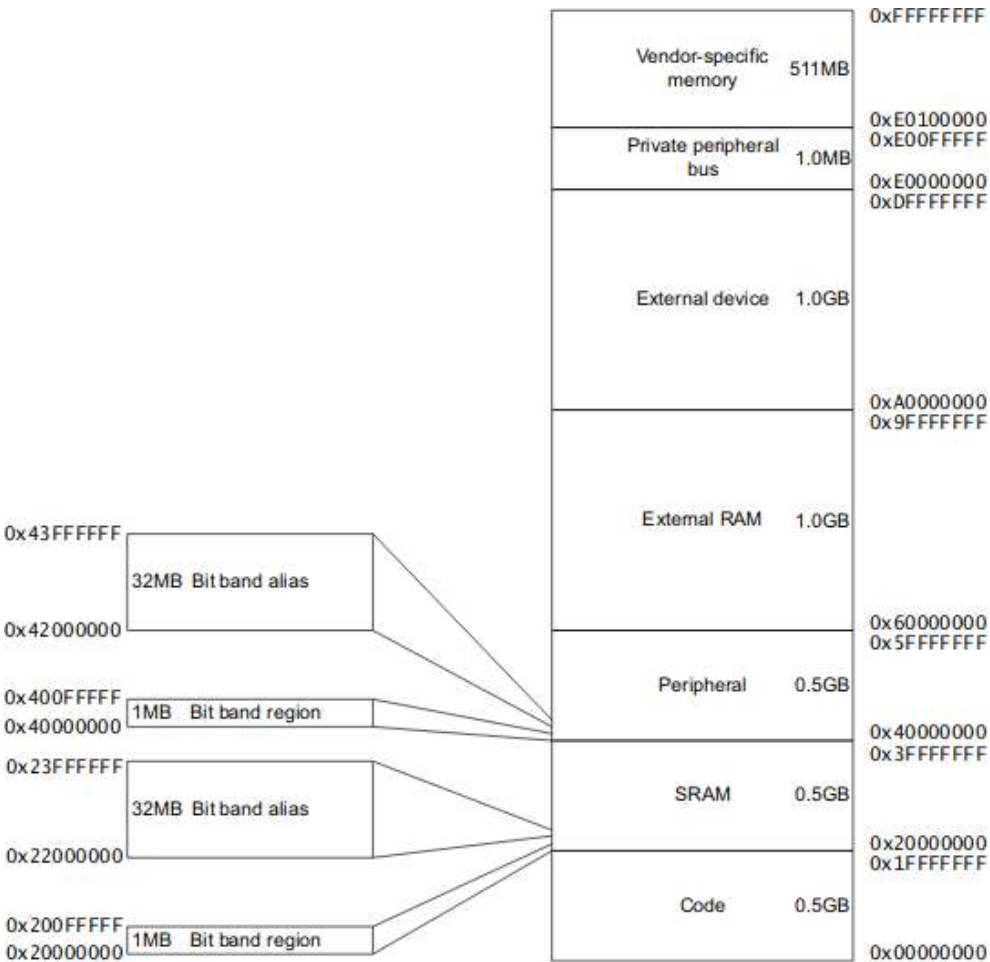 0xFFFFFFFF
Vendor-specific
memory
511MB
0xE0100000
0xE00FFFFF
Private peripheral
bus
1.0MB
0xE0000000
0xDFFFFFFF
External device 1.0GB
0xA0000000
0x9FFFFFFF
External RAM 1.0GB
0x60000000
0x5FFFFFFF
Peripheral 0.5GB
0x40000000
0x3FFFFFFF
SRAM 0.5GB
0x20000000
0x1FFFFFFF
Code 0.5GB
0x00000000
0x43FFFFFF
32MB Bit band alias
0x42000000
0x400FFFFF
1MB Bit band region
0x40000000
0x23FFFFFF
32MB Bit band alias
0x22000000
0x200FFFFF
1MB Bit band region
0x20000000